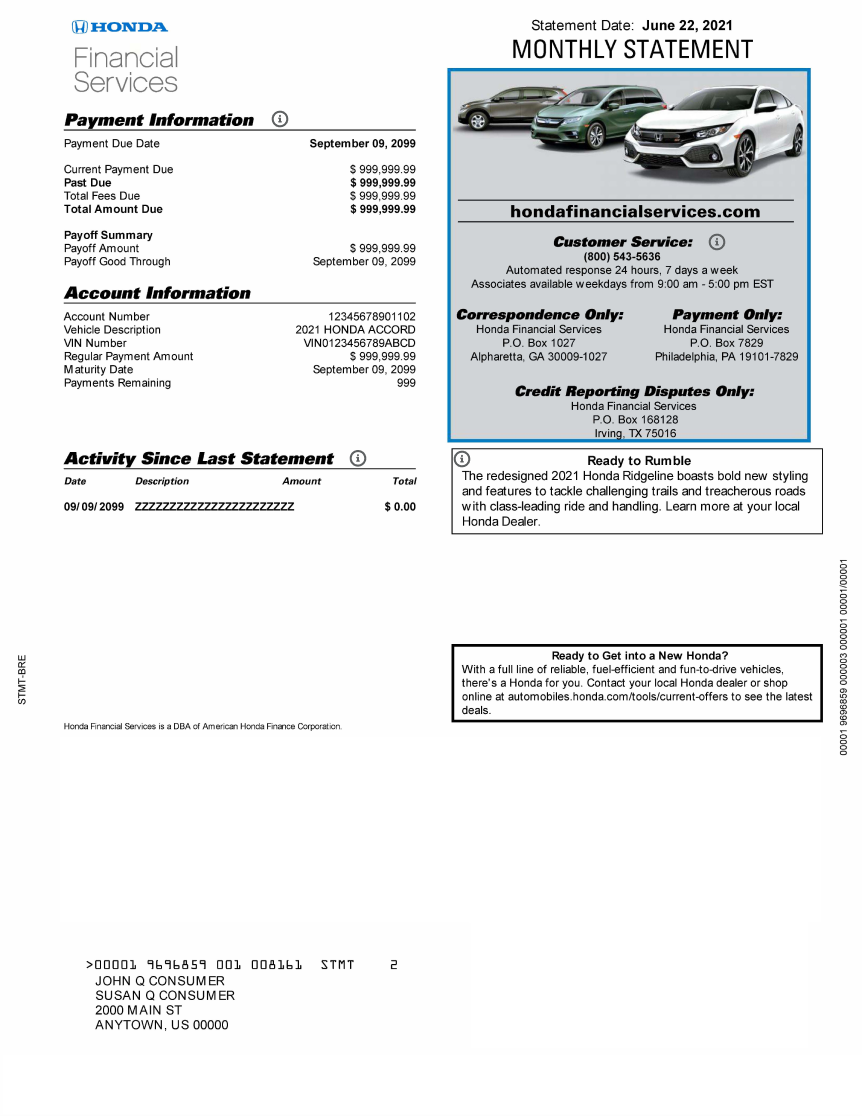 HONDA
Financial
Services
Statement Date: June 22, 2021
MONTHLY STATEMENT
Payment Information
Payment Due Date September 09, 2099
Current Payment Due $ 999,999.99
Past Due $ 999,999.99
Total Fees Due $ 999,999.99
Total Amount Due $ 999,999.99
Payoff Summary
Payoff Amount $ 999,999.99
Payoff Good Through September 09, 2099
Account Information
Account Number 12345678901102
Vehicle Description 2021 HONDA ACCORD
VIN Number VIN0123456789ABCD
Regular Payment Amount $ 999,999.99
Maturity Date September 09, 2099
Payments Remaining 999
hondafinancialservices.com
Customer Service:
(800) 543-5636
Automated response 24 hours, 7 days a week
Associates available weekdays from 9:00 am - 5:00 pm EST
Correspondence Only:
Honda Financial Services
P.O. Box 1027
Alpharetta, GA 30009-1027
Payment Only:
Honda Financial Services
P.O. Box 7829
Philadelphia, PA 19101-7829
Credit Reporting Disputes Only:
Honda Financial Services
P.O. Box 168128
Irving, TX 75016
Activity Since Last Statement
Date Description Amount Total
09/09/2099 ZZZZZZZZZZZZZZZZZZZZZZZ $ 0.00
Ready to Rumble
The redesigned 2021 Honda Ridgeline boasts bold new styling
and features to tackle challenging trails and treacherous roads
with class-leading ride and handling. Learn more at your local
Honda Dealer.
Ready to Get into a New Honda?
With a full line of reliable, fuel-efficient and fun-to-drive vehicles,
there's a Honda for you. Contact your local Honda dealer or shop
online at automobiles.honda.com/tools/current-offers to see the latest
deals.
STMT-BRE
00001 9696859 000003 000001 00001/00001
Honda Financial Services is a DBA of American Honda Finance Corporation.
>00001 9696859 001 008161 STMT 2
JOHN Q CONSUMER
SUSAN Q CONSUMER
2000 MAIN ST
ANYTOWN, US 00000